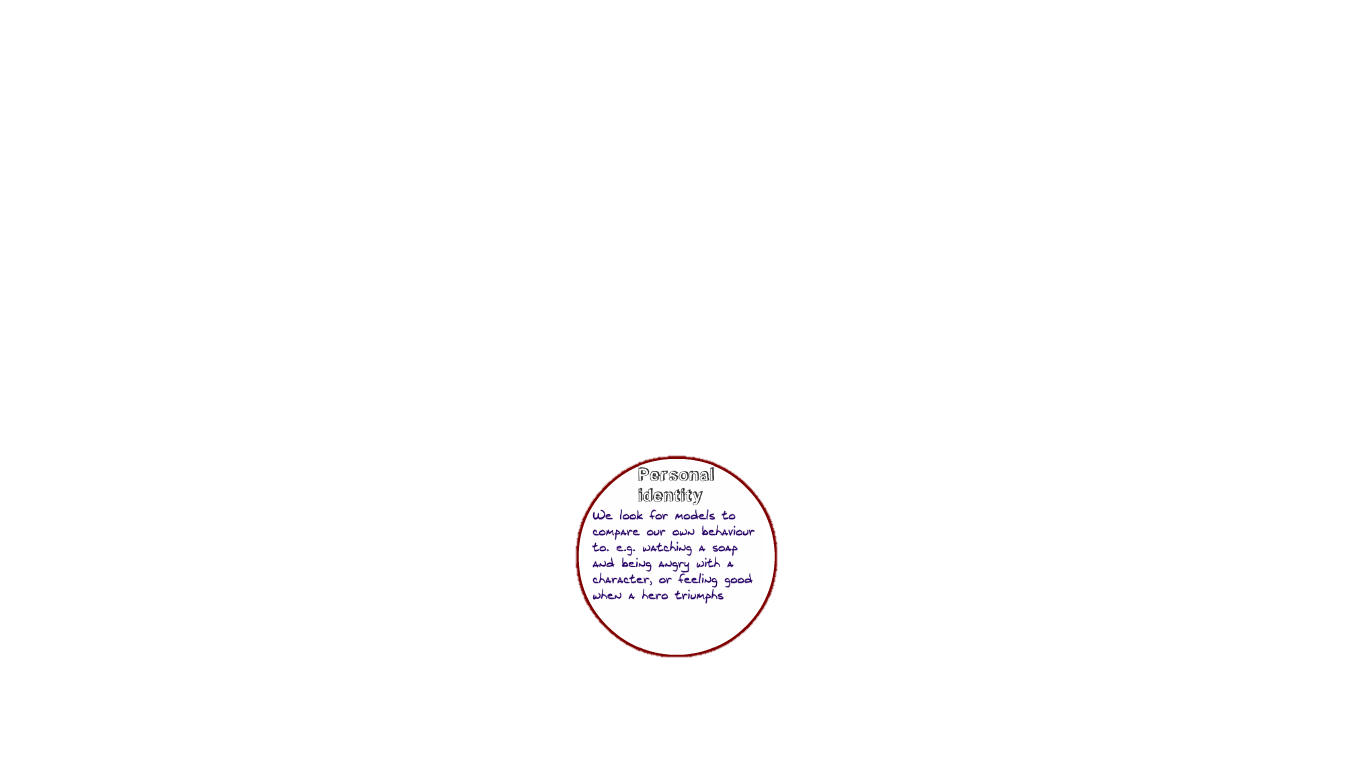 Personal
identity
We look for models to
compare our own behaviour
to. e.g. watching a soap
and being angry with a
character, or feeling good
when a hero triumphs